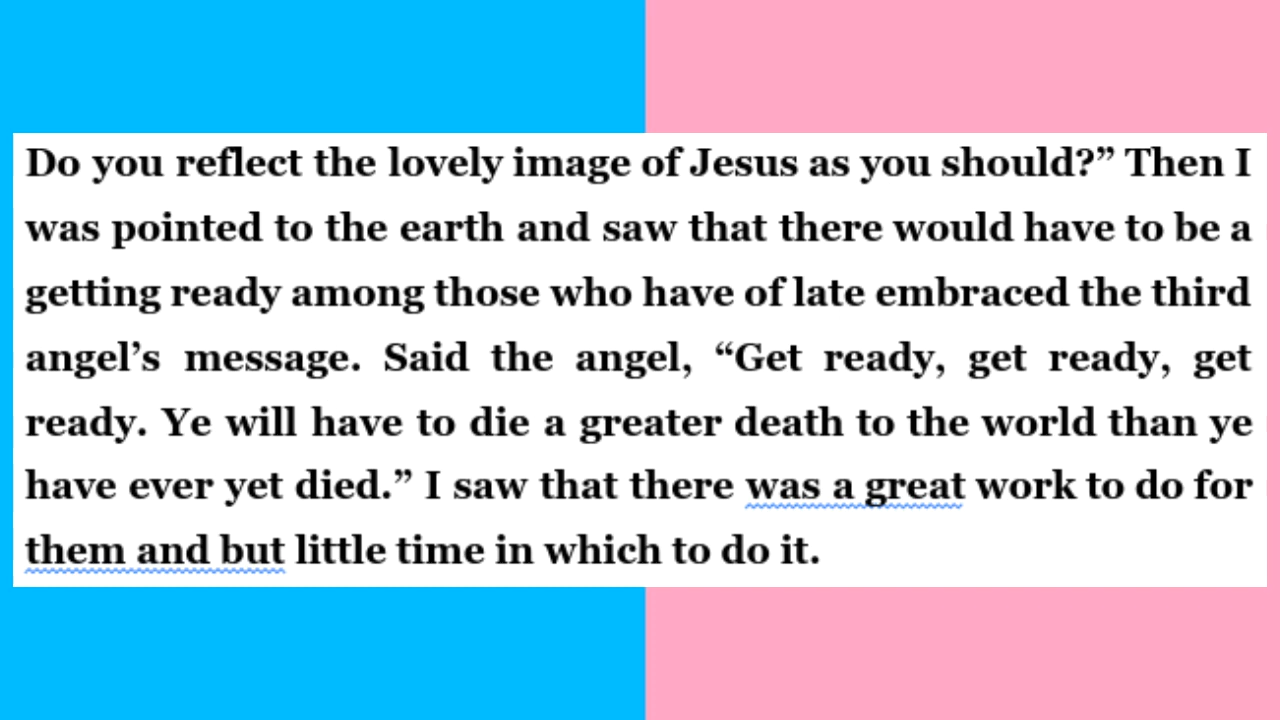 Do you reflect the lovely image of Jesus as you should?” Then I
was pointed to the earth and saw that there would have to be a
getting ready among those who have of late embraced the third
angel’s message. Said the angel, “Get ready, get ready, get
ready. Ye will have to die a greater death to the world than ye
have ever yet died.” I saw that there was a great work to do for
them and but little time in which to do it.